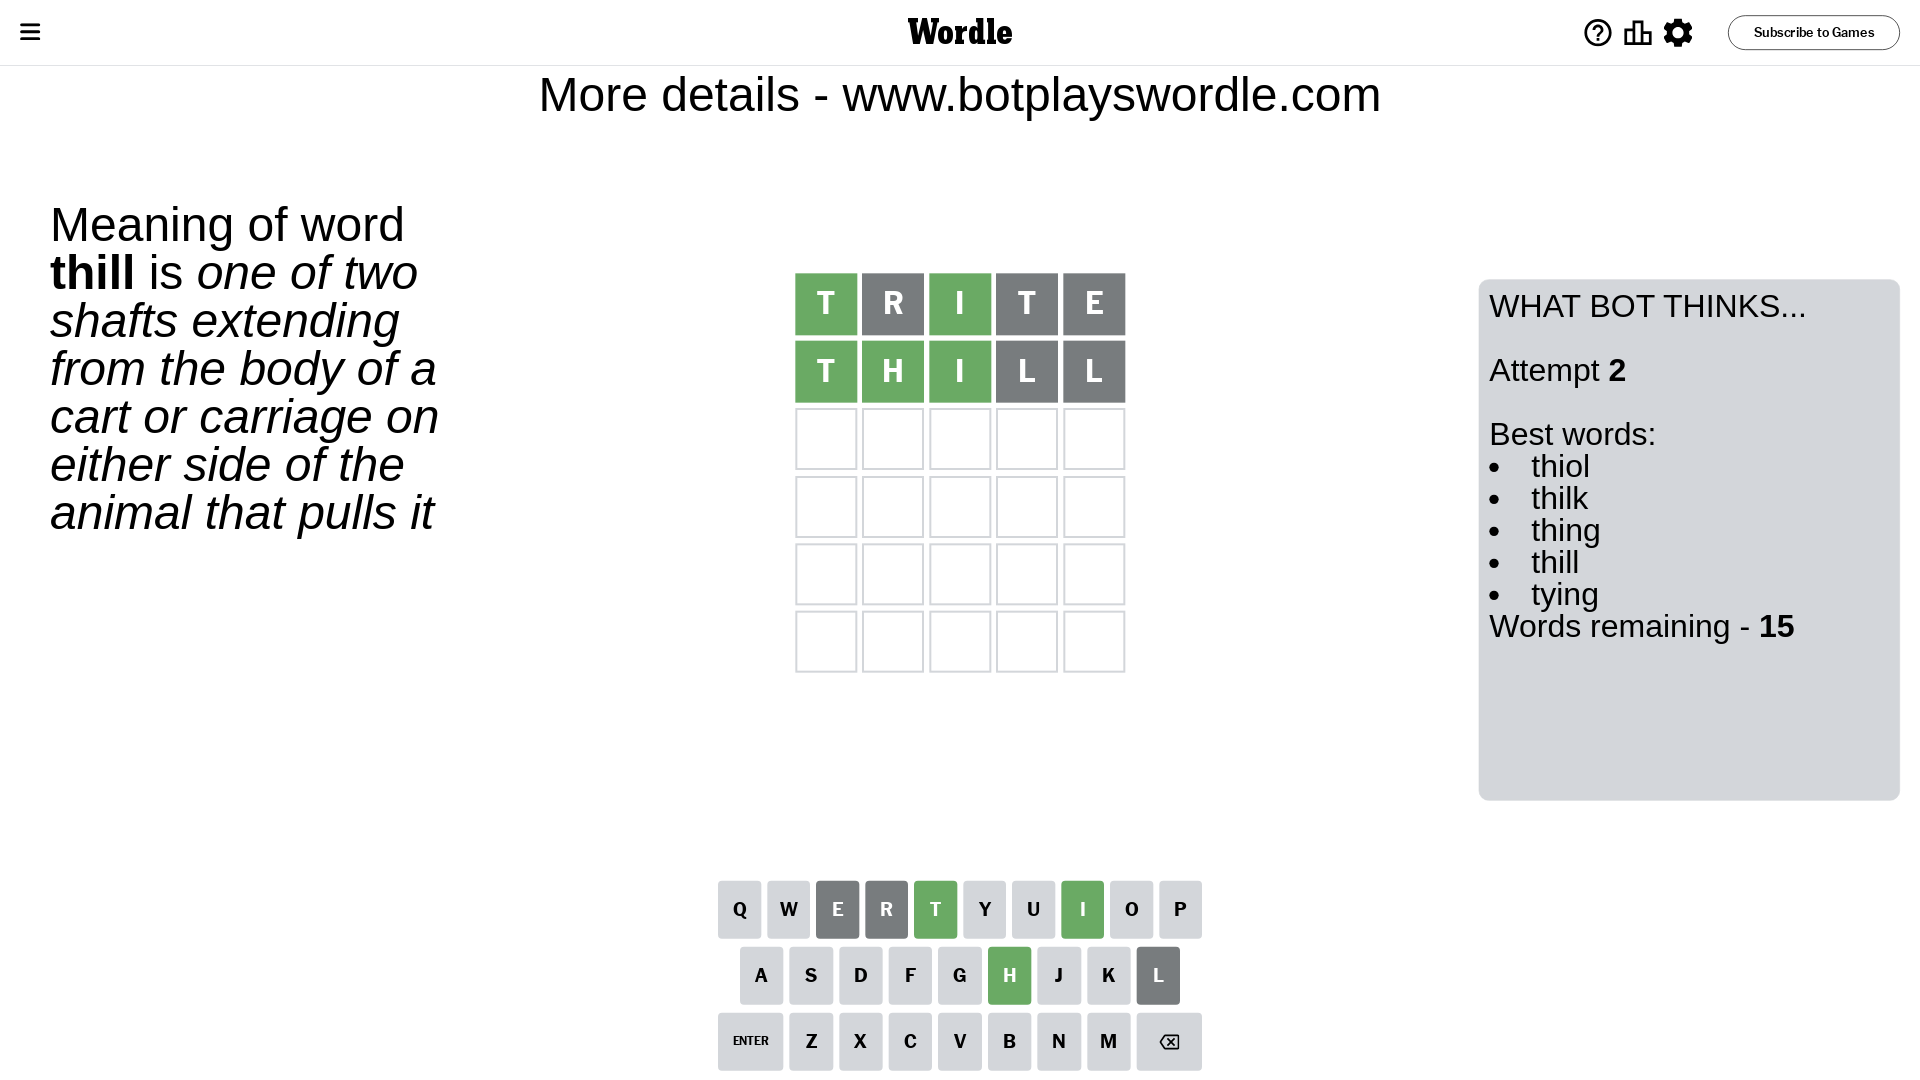 Wordle
Subscribe to Games
More details - www.botplayswordle.com
Meaning of word
thill is one of two
shafts extending
from the body of a
cart or carriage on
either side of the
animal that pulls it
T R I T E
T H I L L
WHAT BOT THINKS...
Attempt 2
Best words:
• thiol
• thilk
• thing
• thill
• tying
Words remaining - 15
Q W E R T Y U I O P
A S D F G H J K L
ENTER Z X C V B N M